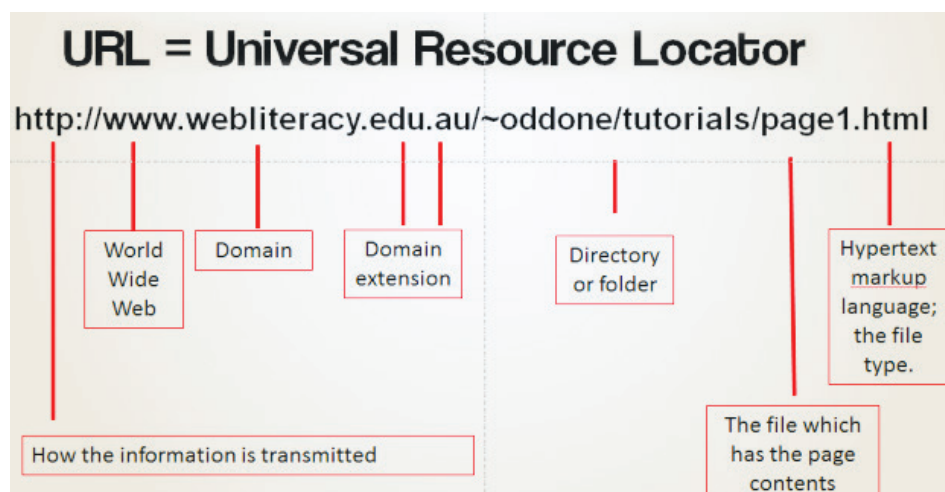 URL = Universal Resource Locator
http://www.webliteracy.edu.au/~oddone/tutorials/page1.html
World
Wide
Web
Domain
Domain
extension
Directory
or folder
Hypertext
markup
language;
the file
type.
How the information is transmitted
The file which
has the page
contents